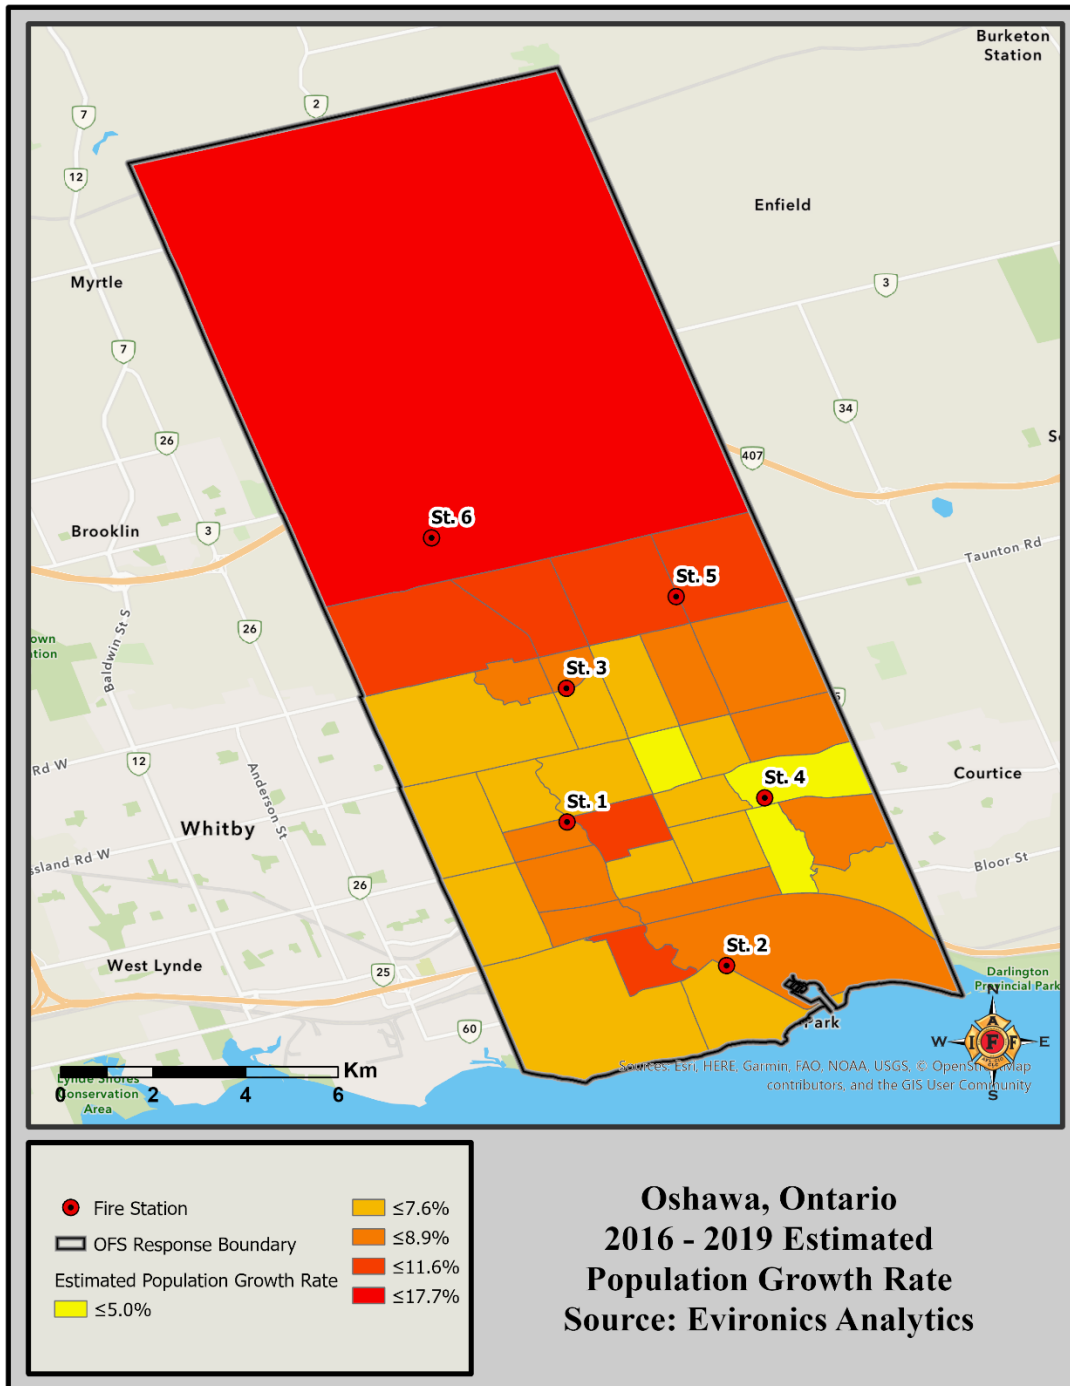 Burketon
Station
2
7
12
Enfield
Myrtle
3
7
34
26
407
Brooklin
3
St. 6
Taunton Rd
St. 5
Baldwin St S
26
St. 3
Rd W
12
Anderson St
Courtice
St. 4
St. 1
Whitby
Bloor St
26
West Lynde
St. 2
25
Darlington
Provincial Park
N
60
Park
W
A
I F F
E
S
Km
Lynde Shores
Conservation
Area
0 2 4 6
Sources: Esri, HERE, Garmin, FAO, NOAA, USGS, © OpenStreetMap
contributors, and the GIS User Community
Fire Station
OFS Response Boundary
Estimated Population Growth Rate
≤5.0%
≤7.6%
≤8.9%
≤11.6%
≤17.7%
Oshawa, Ontario
2016 - 2019 Estimated
Population Growth Rate
Source: Evironics Analytics